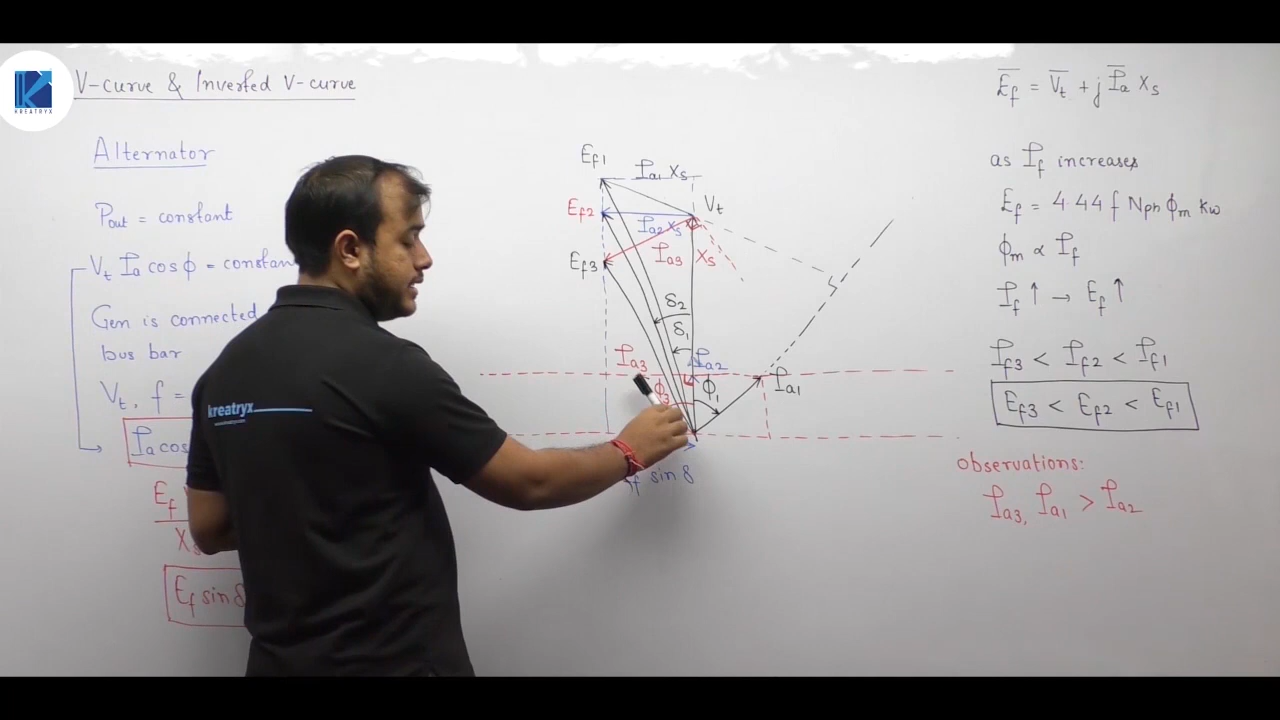 KREATRYX
V-curve & Inverted V-curve
Alternator
Pout = constant
Vt Ia cos ϕ = constan
Gen is connected
bus bar
Vt, f =
Ia cos
Ef
Xs
Ef sin δ
kreatryx
Ef1
Ia1 Xs
Vt
Ef2
Ia2 Xs
Ia3 Xs
Ef3
δ2
δ1
Ia3
Ia2
ϕ3
ϕ1
Ia1
f sin δ
Ēf = V̄t + j Īa Xs
as If increases
Ef = 4.44 f Nph ϕm kw
ϕm ∝ If
If ↑ → Ef ↑
If3 < If2 < If1
Ef3 < Ef2 < Ef1
Observations:
Ia3, Ia1 > Ia2